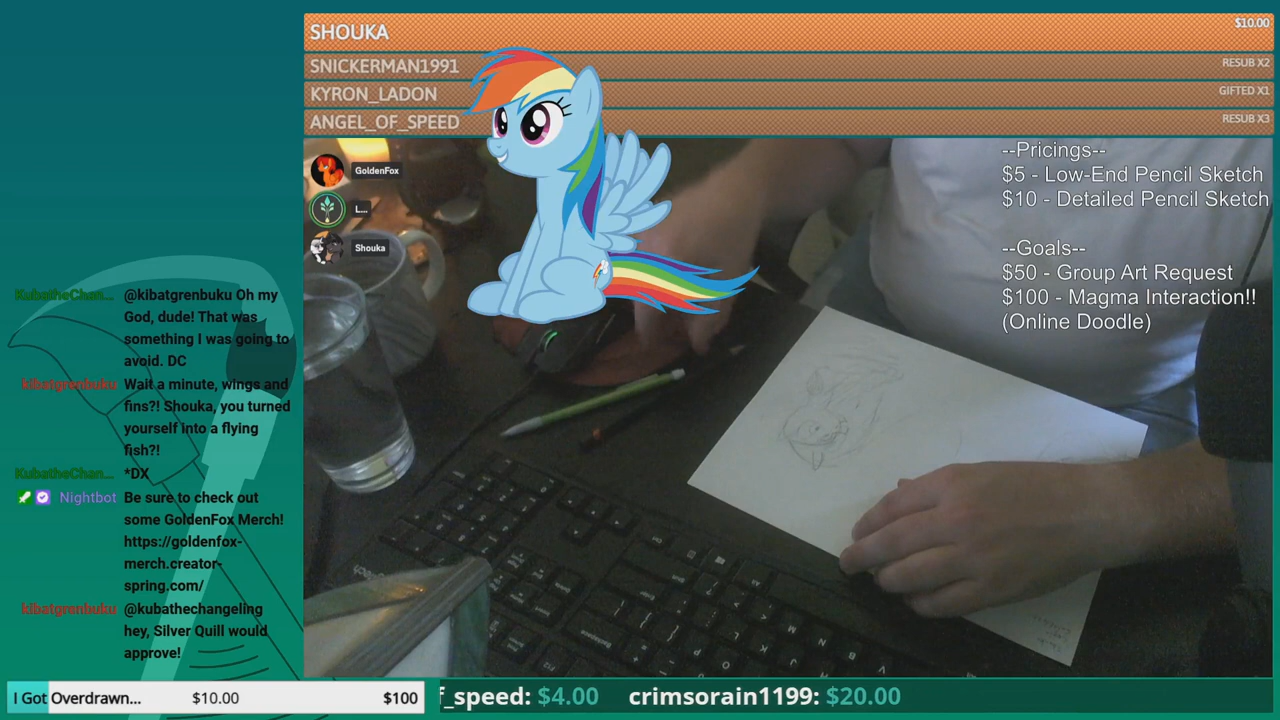 SHOUKA
$10.00
SNICKERMAN1991
RESUB X2
KYRON_LADON
GIFTED X1
ANGEL_OF_SPEED
RESUB X3
GoldenFox
L...
Shouka
--Pricings--
$5 - Low-End Pencil Sketch
$10 - Detailed Pencil Sketch
--Goals--
$50 - Group Art Request
$100 - Magma Interaction!!
(Online Doodle)
KubatheChan... @kibatgrenbuku Oh my
God, dude! That was
something I was going to
avoid. DC
kibatgrenbuku Wait a minute, wings and
fins?! Shouka, you turned
yourself into a flying
fish?!
KubatheChan... *DX
Nightbot Be sure to check out
some GoldenFox Merch!
https://goldenfox-
merch.creator-
spring.com/
kibatgrenbuku @kubathechangeling
hey, Silver Quill would
approve!
I Got Overdrawn... $10.00 $100
f_speed: $4.00 crimsorain1199: $20.00